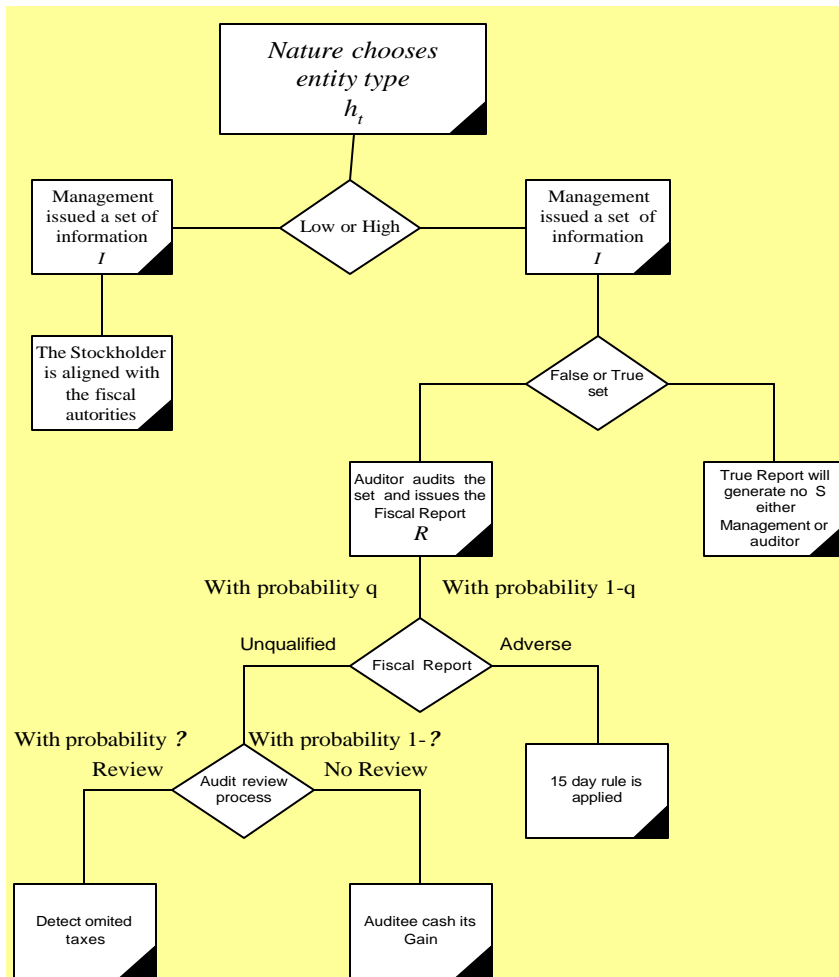 Nature chooses
entity type
h_t
Management
issued a set of
information
I
Low or High
Management
issued a set of
information
I
The Stockholder
is aligned with
the fiscal
autorities
False or True
set
Auditor audits the
set and issues the
Fiscal Report
R
True Report will
generate no S
either
Management or
auditor
With probability q
With probability 1-q
Unqualified
Fiscal Report
Adverse
With probability ?
Review
With probability 1-?
No Review
Audit review
process
15 day rule is
applied
Detect omited
taxes
Auditee cash its
Gain